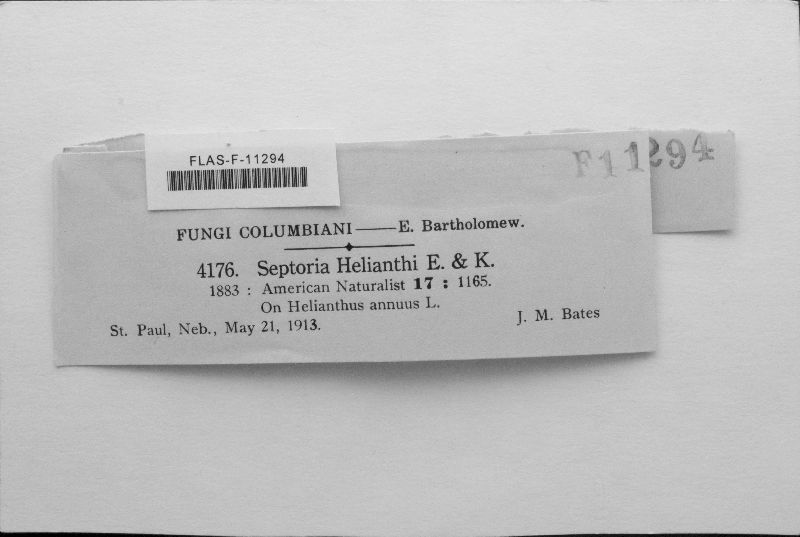 FLAS-F-11294
F11294
FUNGI COLUMBIANI——E. Bartholomew.
4176. Septoria Helianthi E. & K.
1883 : American Naturalist 17 : 1165.
On Helianthus annuus L.
St. Paul, Neb., May 21, 1913. J. M. Bates